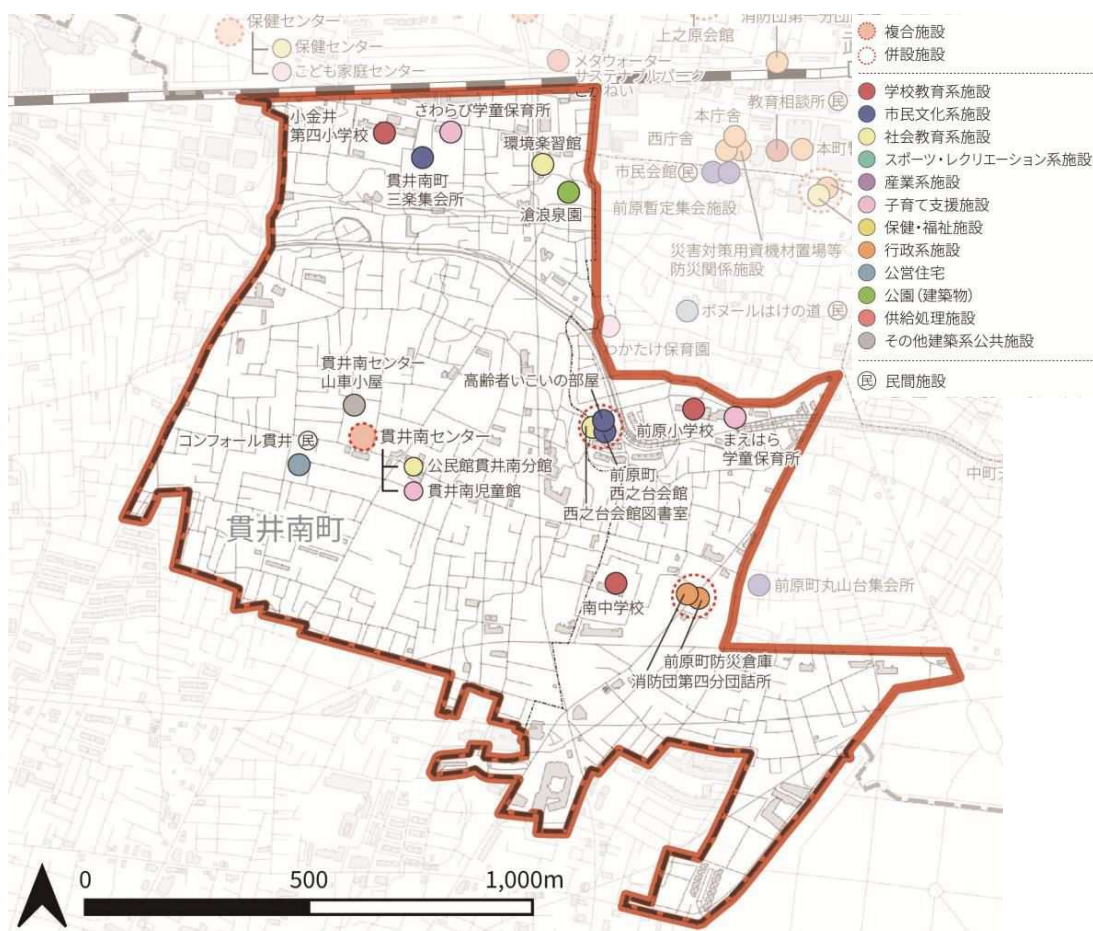 保健センター
保健センター
こども家庭センター
上之原会館
メタウォーター
サステナブルパーク
こがねい
教育相談所 民
本庁舎
西庁舎
市民会館 民
前原暫定集会施設
災害対策用資機材置場等
防災関係施設
ボヌールはけの道 民
わかたけ保育園
小金井
第四小学校
さわらび学童保育所
環境楽習館
貫井南町
三楽集会所
滄浪泉園
貫井南センター
山車小屋
高齢者いこいの部屋
コンフォール貫井 民
貫井南センター
公民館貫井南分館
貫井南児童館
前原小学校
まえはら
学童保育所
前原町
西之台会館
西之台会館図書室
貫井南町
南中学校
前原町丸山台集会所
前原町防災倉庫
消防団第四分団詰所
0 500 1,000m
複合施設
併設施設
学校教育系施設
市民文化系施設
社会教育系施設
スポーツ・レクリエーション系施設
産業系施設
子育て支援施設
保健・福祉施設
行政系施設
公営住宅
公園(建築物)
供給処理施設
その他建築系公共施設
民 民間施設